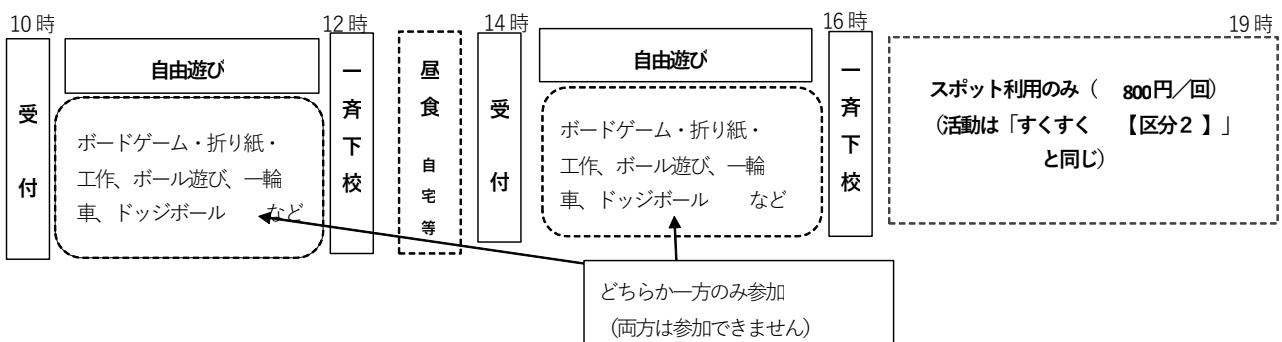 10時
12時
14時
16時
19時
受付
自由遊び
ボードゲーム・折り紙・
工作、ボール遊び、一輪
車、ドッジボール など
一斉下校
昼食 自宅等
受付
自由遊び
ボードゲーム・折り紙・
工作、ボール遊び、一輪
車、ドッジボール など
一斉下校
スポット利用のみ( 800円/回)
(活動は「すくすく 【区分2 】」
と同じ)
どちらか一方のみ参加
(両方は参加できません)